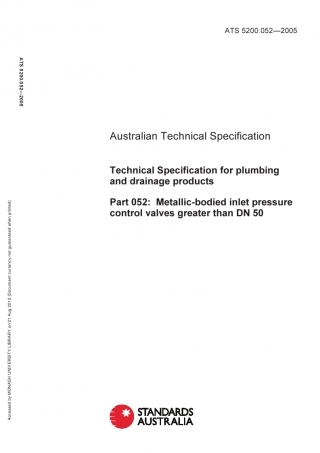 ATS 5200.052—2005
ATS 5200.052—2005
Australian Technical Specification
Technical Specification for plumbing
and drainage products
Part 052: Metallic-bodied inlet pressure
control valves greater than DN 50
Accessed by MONASH UNIVERSITY LIBRARY on 21 Aug 2013 (Document currency not guaranteed when printed)
STANDARDS
AUSTRALIA